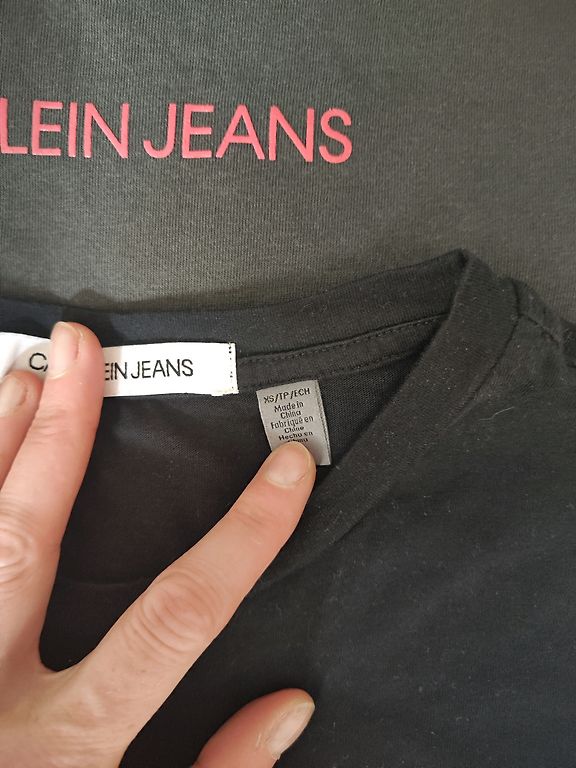 LEIN JEANS
EIN JEANS
XS/TP/ECH
Made in
China
Fabriqué en
Chine
Hecho en